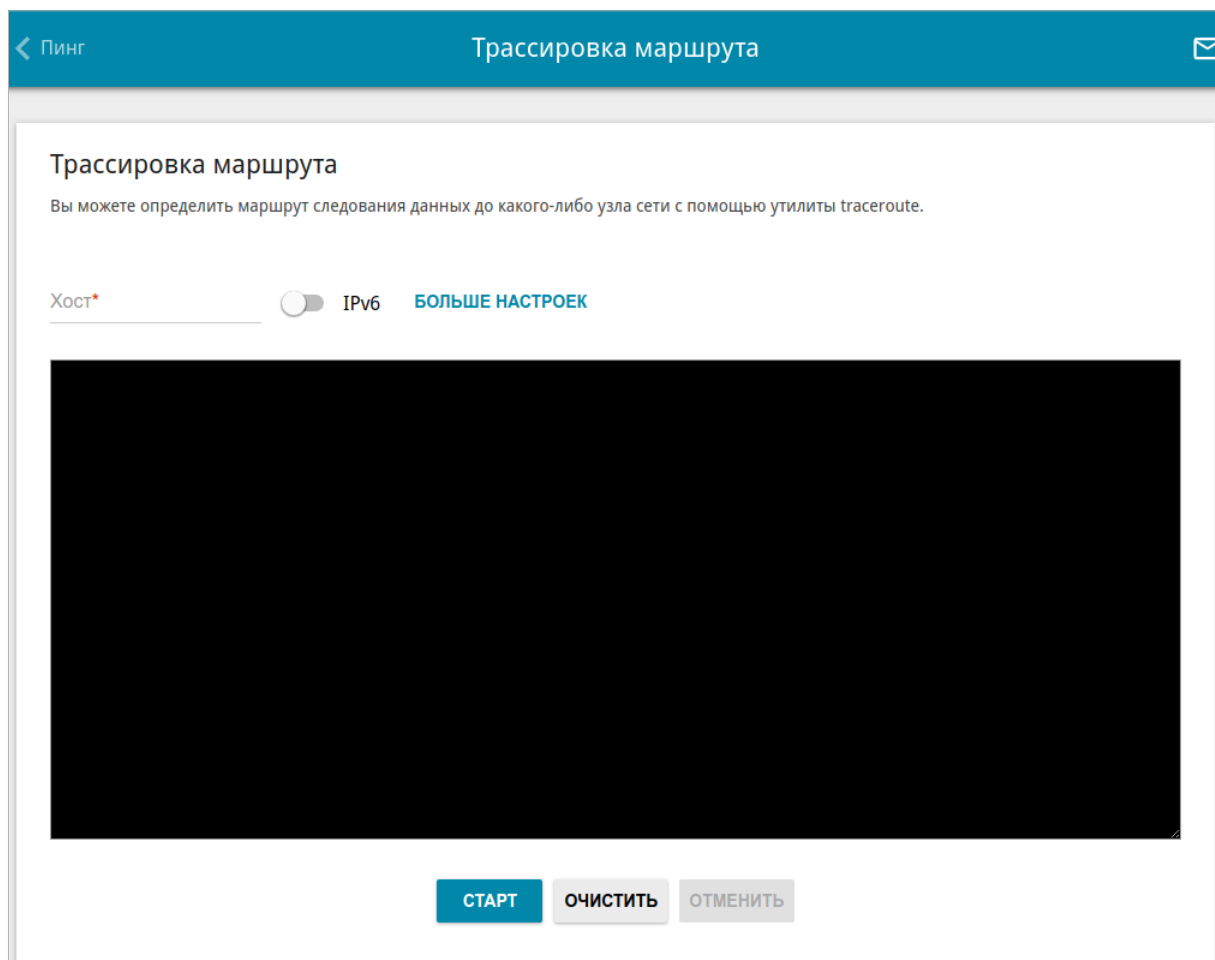 Пинг
Трассировка маршрута
Трассировка маршрута
Вы можете определить маршрут следования данных до какого-либо узла сети с помощью утилиты traceroute.
Хост* IPv6 БОЛЬШЕ НАСТРОЕК
СТАРТ ОЧИСТИТЬ ОТМЕНИТЬ